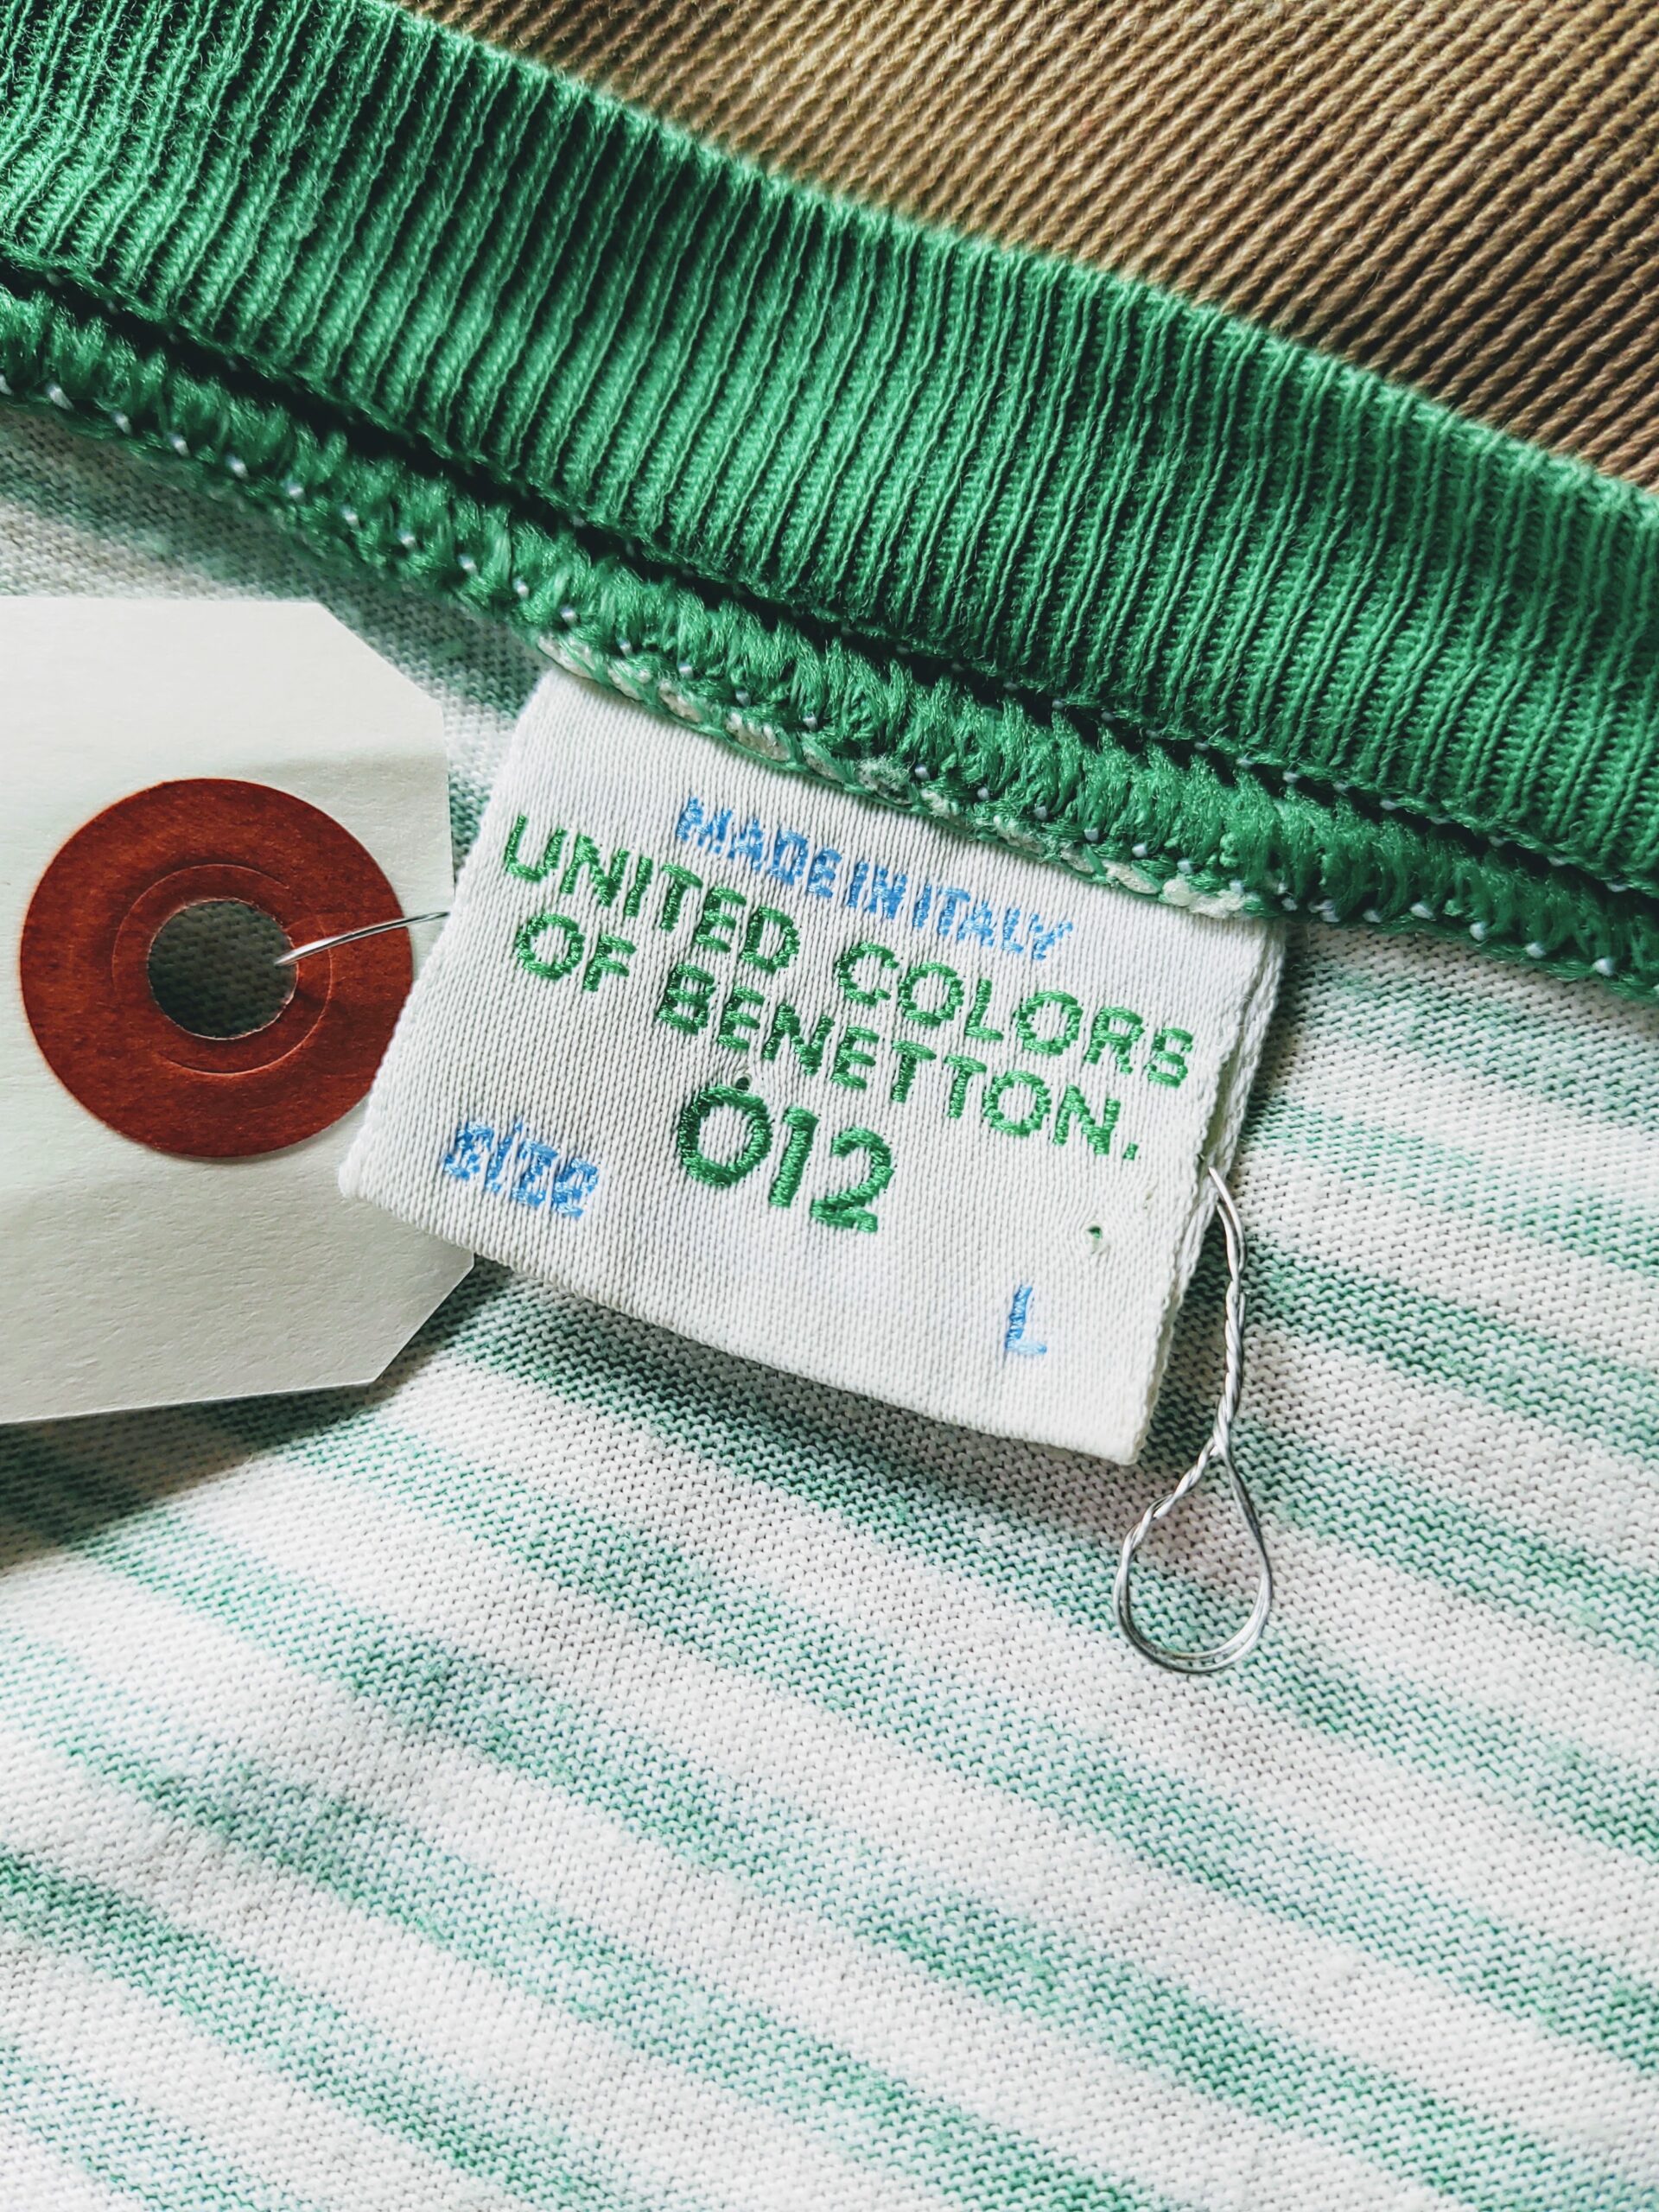 MADE IN ITALY
UNITED COLORS
OF BENETTON.
012
SIZE
L